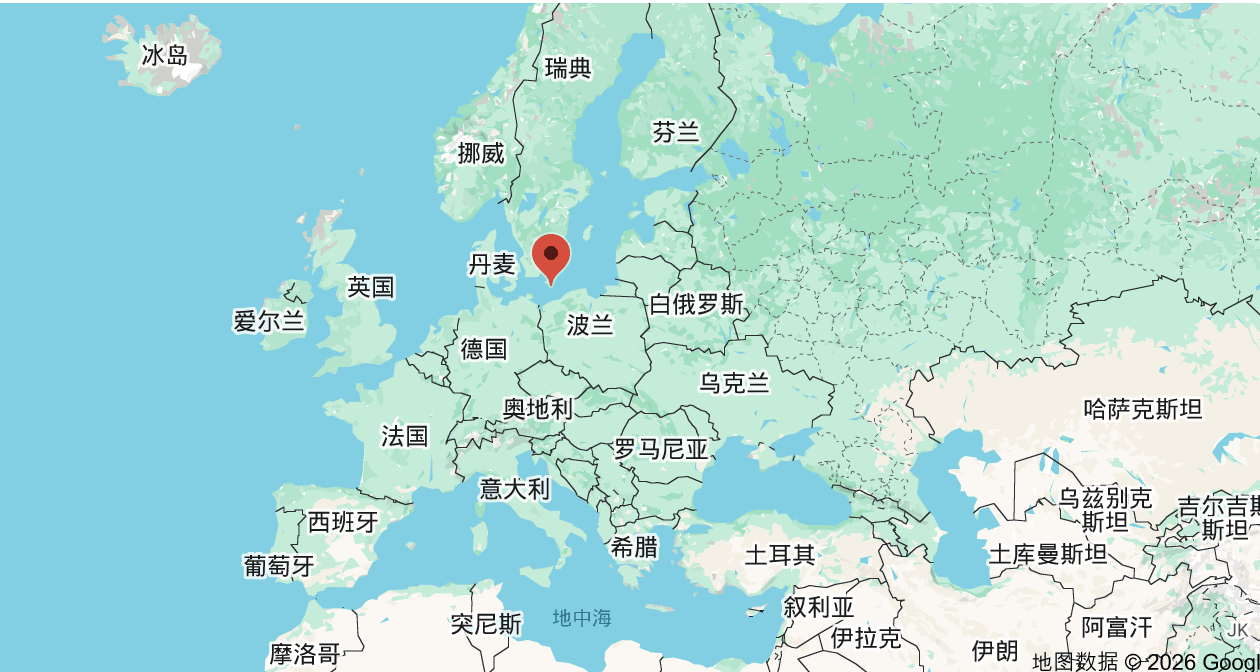 冰岛
瑞典
芬兰
挪威
丹麦
英国
白俄罗斯
爱尔兰
波兰
德国
乌克兰
奥地利
哈萨克斯坦
法国
罗马尼亚
意大利
乌兹别克
斯坦
吉尔吉斯
斯坦
西班牙
希腊
土耳其
土库曼斯坦
葡萄牙
叙利亚
地中海
突尼斯
伊拉克
阿富汗
JK
摩洛哥
伊朗
地图数据 © 2026 Goo